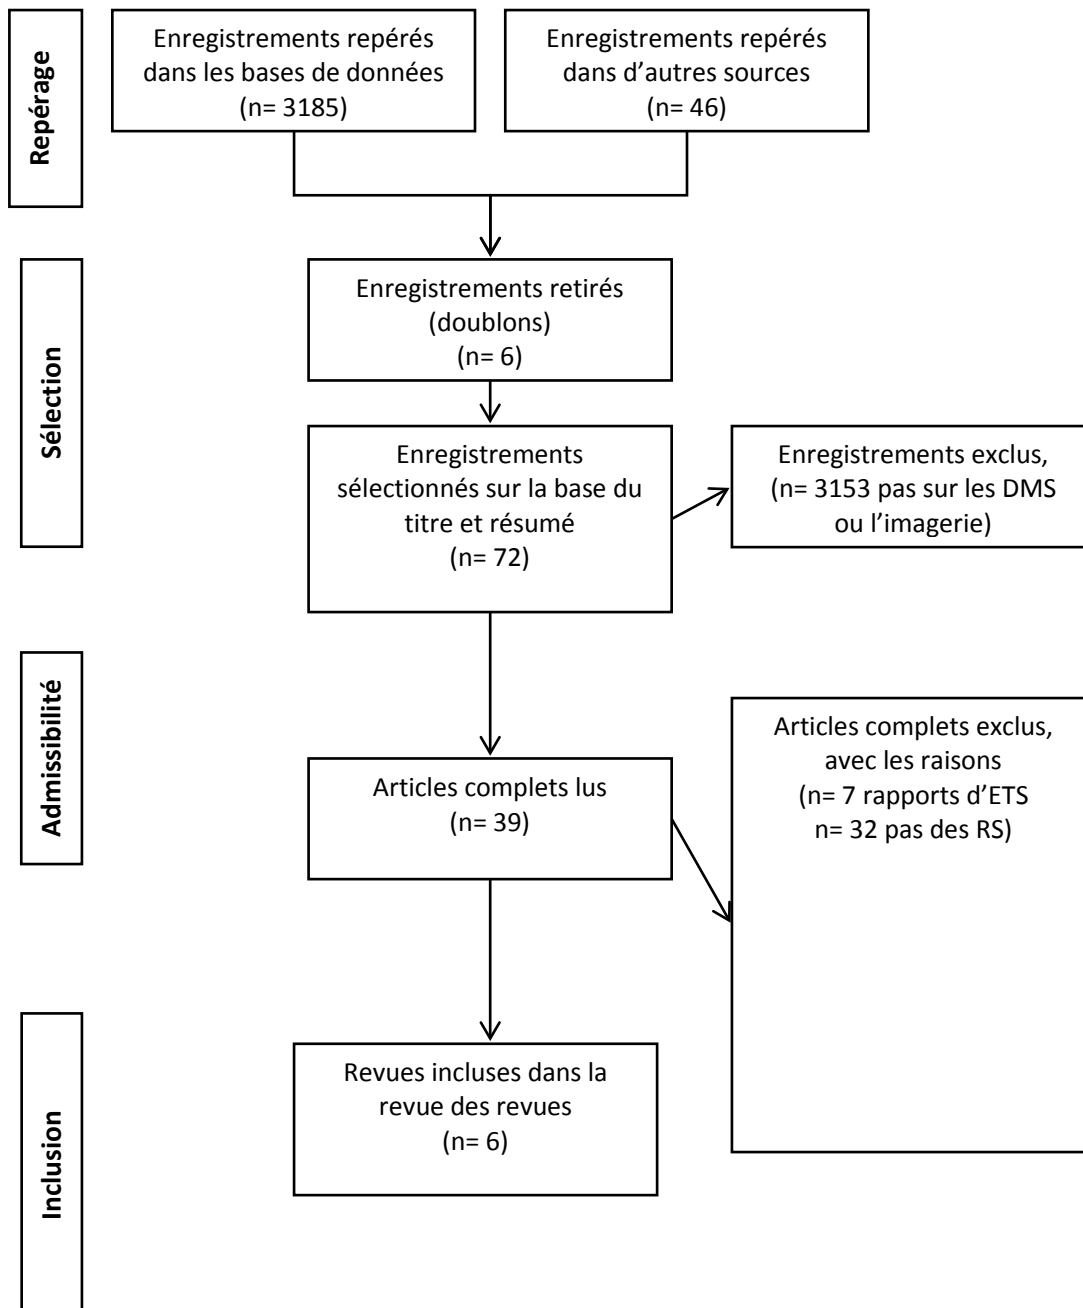 Repérage
Enregistrements repérés
dans les bases de données
(n= 3185)
Enregistrements repérés
dans d’autres sources
(n= 46)
Sélection
Enregistrements retirés
(doublons)
(n= 6)
Enregistrements
sélectionnés sur la base du
titre et résumé
(n= 72)
Enregistrements exclus,
(n= 3153 pas sur les DMS
ou l’imagerie)
Admissibilité
Articles complets lus
(n= 39)
Articles complets exclus,
avec les raisons
(n= 7 rapports d’ETS
n= 32 pas des RS)
Inclusion
Revues incluses dans la
revue des revues
(n= 6)